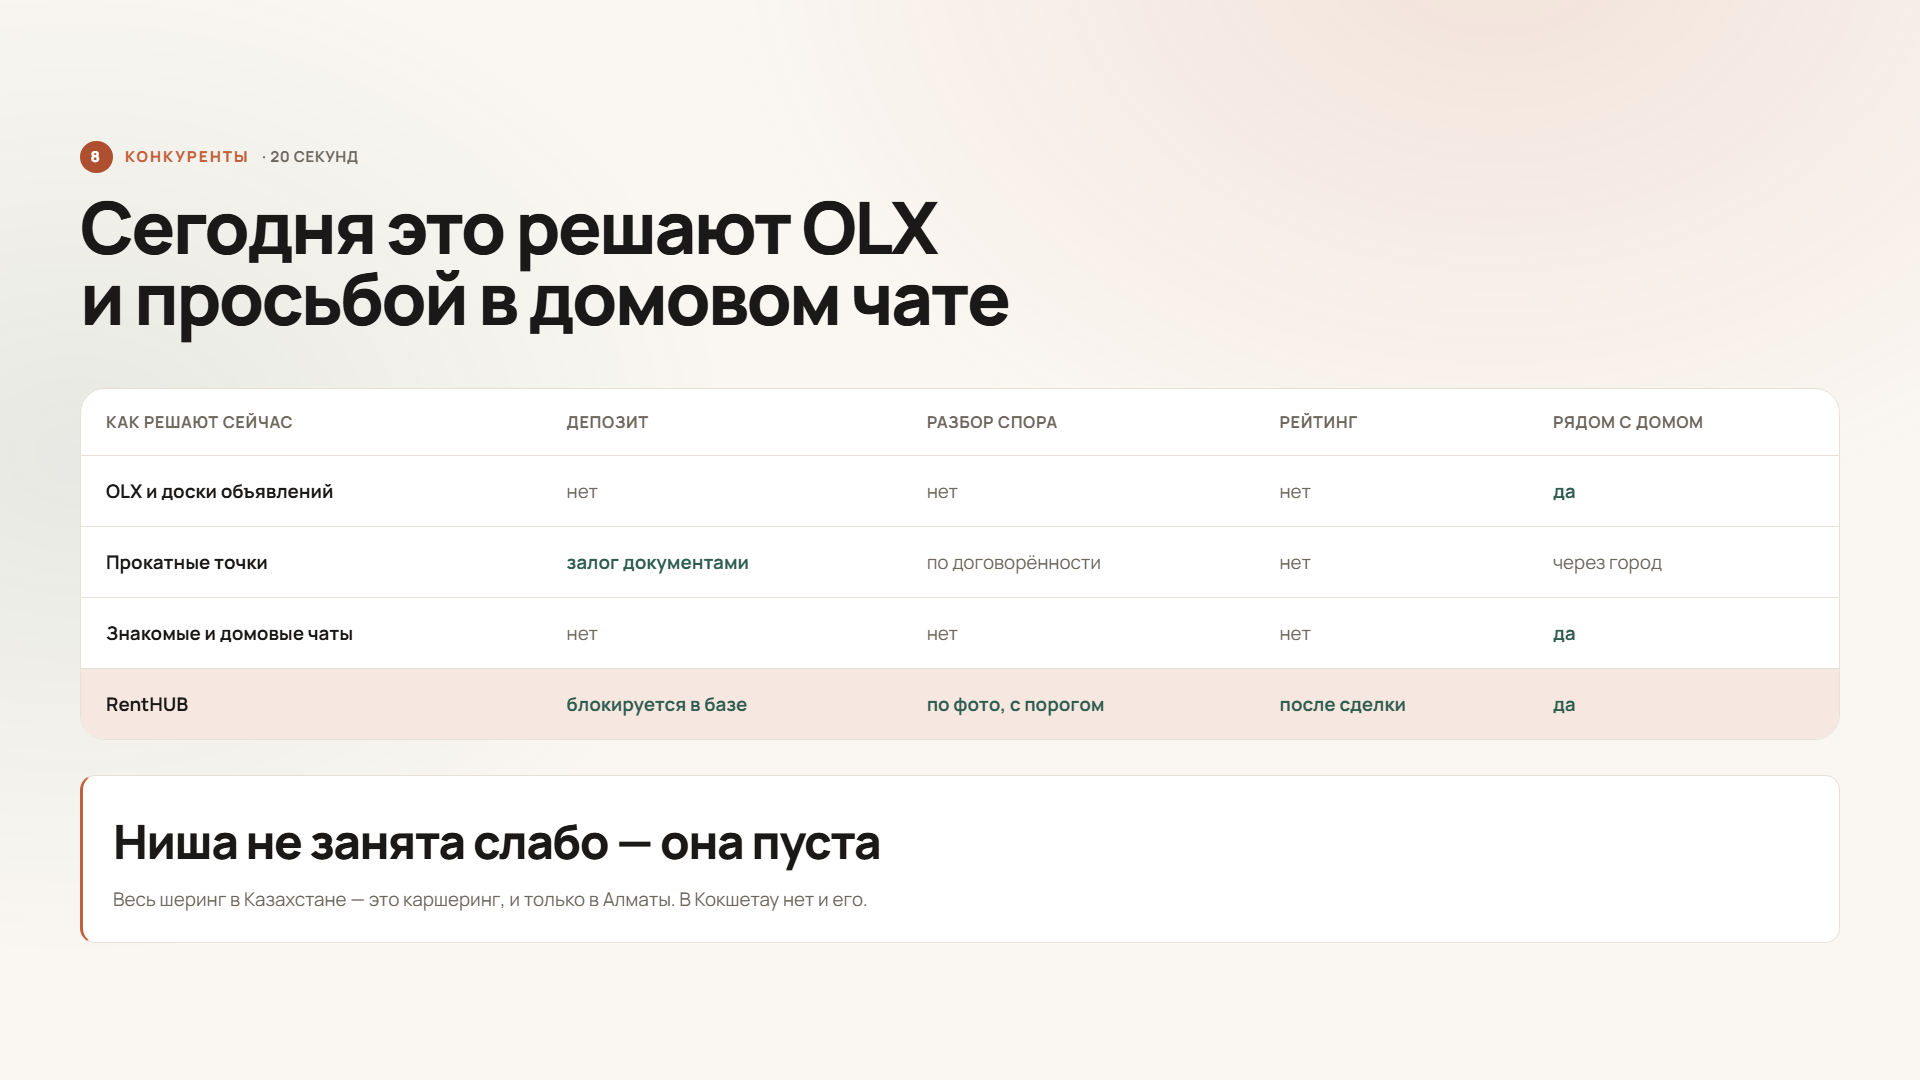 8 КОНКУРЕНТЫ · 20 СЕКУНД
Сегодня это решают OLX
и просьбой в домовом чате
КАК РЕШАЮТ СЕЙЧАС ДЕПОЗИТ РАЗБОР СПОРА РЕЙТИНГ РЯДОМ С ДОМОМ
OLX и доски объявлений нет нет нет да
Прокатные точки залог документами по договорённости нет через город
Знакомые и домовые чаты нет нет нет да
RentHUB блокируется в базе по фото, с порогом после сделки да
Ниша не занята слабо — она пуста
Весь шеринг в Казахстане — это каршеринг, и только в Алматы. В Кокшетау нет и его.